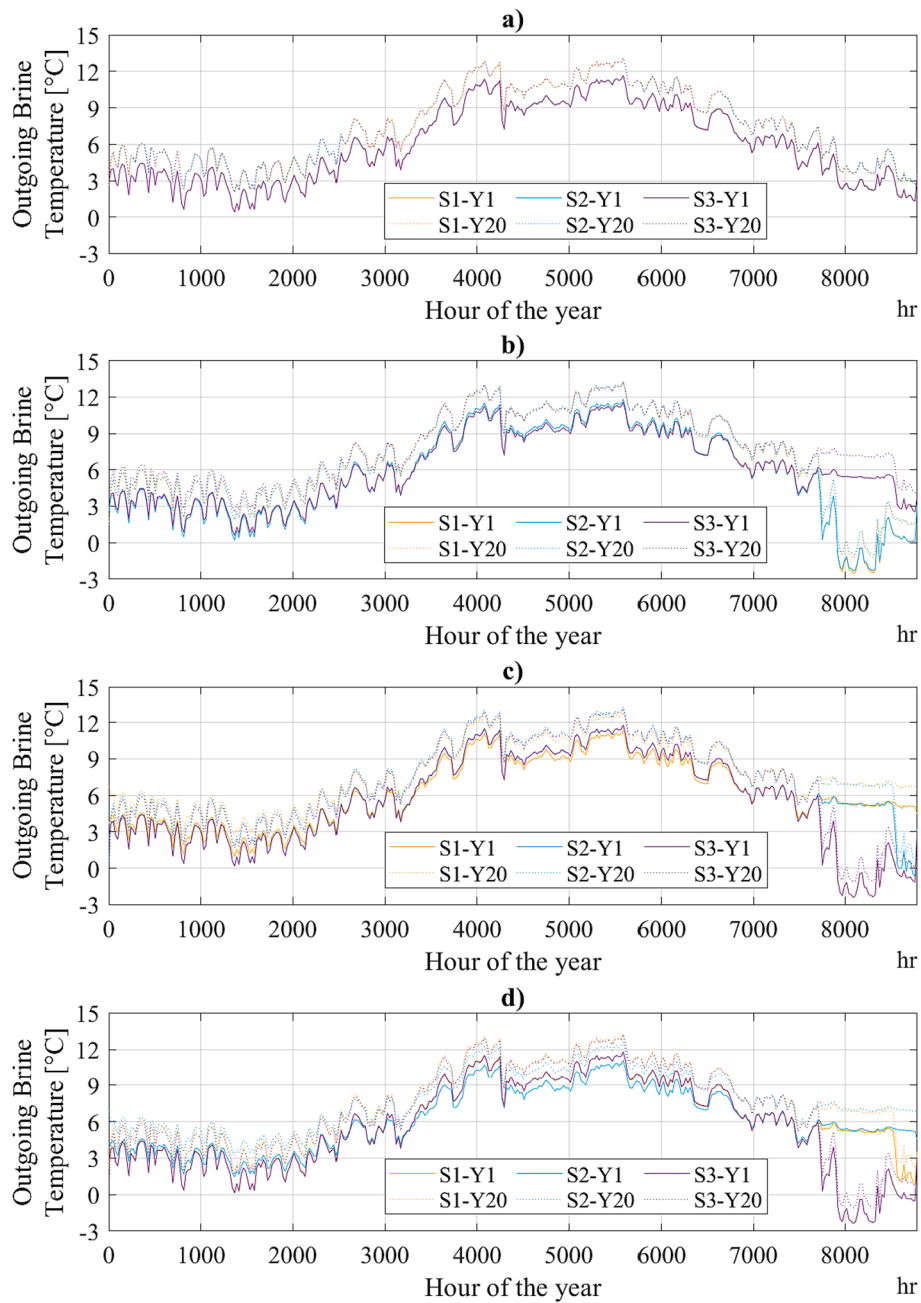 a)
Outgoing Brine
Temperature [°C]
15
12
9
6
3
0
-3
S1-Y1 S2-Y1 S3-Y1
S1-Y20 S2-Y20 S3-Y20
0 1000 2000 3000 4000 5000 6000 7000 8000
Hour of the year hr
b)
Outgoing Brine
Temperature [°C]
15
12
9
6
3
0
-3
S1-Y1 S2-Y1 S3-Y1
S1-Y20 S2-Y20 S3-Y20
0 1000 2000 3000 4000 5000 6000 7000 8000
Hour of the year hr
c)
Outgoing Brine
Temperature [°C]
15
12
9
6
3
0
-3
S1-Y1 S2-Y1 S3-Y1
S1-Y20 S2-Y20 S3-Y20
0 1000 2000 3000 4000 5000 6000 7000 8000
Hour of the year hr
d)
Outgoing Brine
Temperature [°C]
15
12
9
6
3
0
-3
S1-Y1 S2-Y1 S3-Y1
S1-Y20 S2-Y20 S3-Y20
0 1000 2000 3000 4000 5000 6000 7000 8000
Hour of the year hr